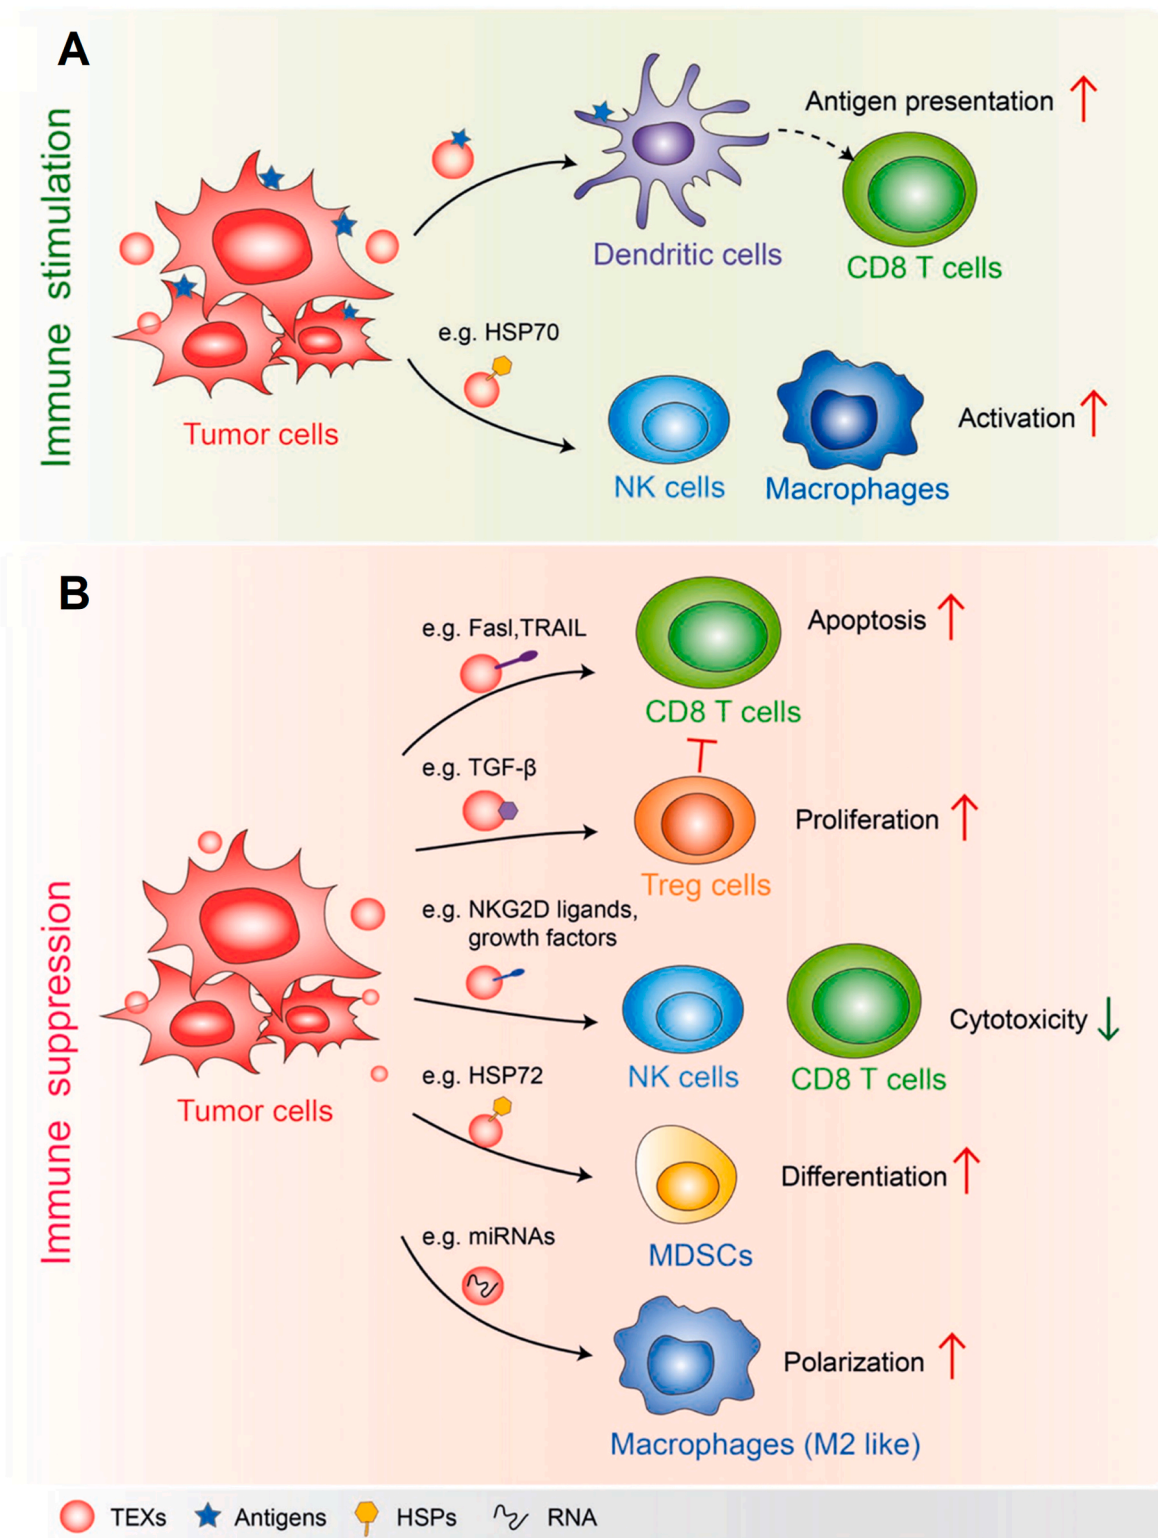 A
Immune stimulation
Antigen presentation
Dendritic cells
CD8 T cells
e.g. HSP70
Tumor cells
Activation
NK cells
Macrophages
B
Immune suppression
e.g. Fasl,TRAIL
Apoptosis
CD8 T cells
e.g. TGF-β
Proliferation
Treg cells
e.g. NKG2D ligands,
growth factors
Cytotoxicity
NK cells
CD8 T cells
e.g. HSP72
Tumor cells
Differentiation
MDSCs
e.g. miRNAs
Polarization
Macrophages (M2 like)
TEXs Antigens HSPs RNA